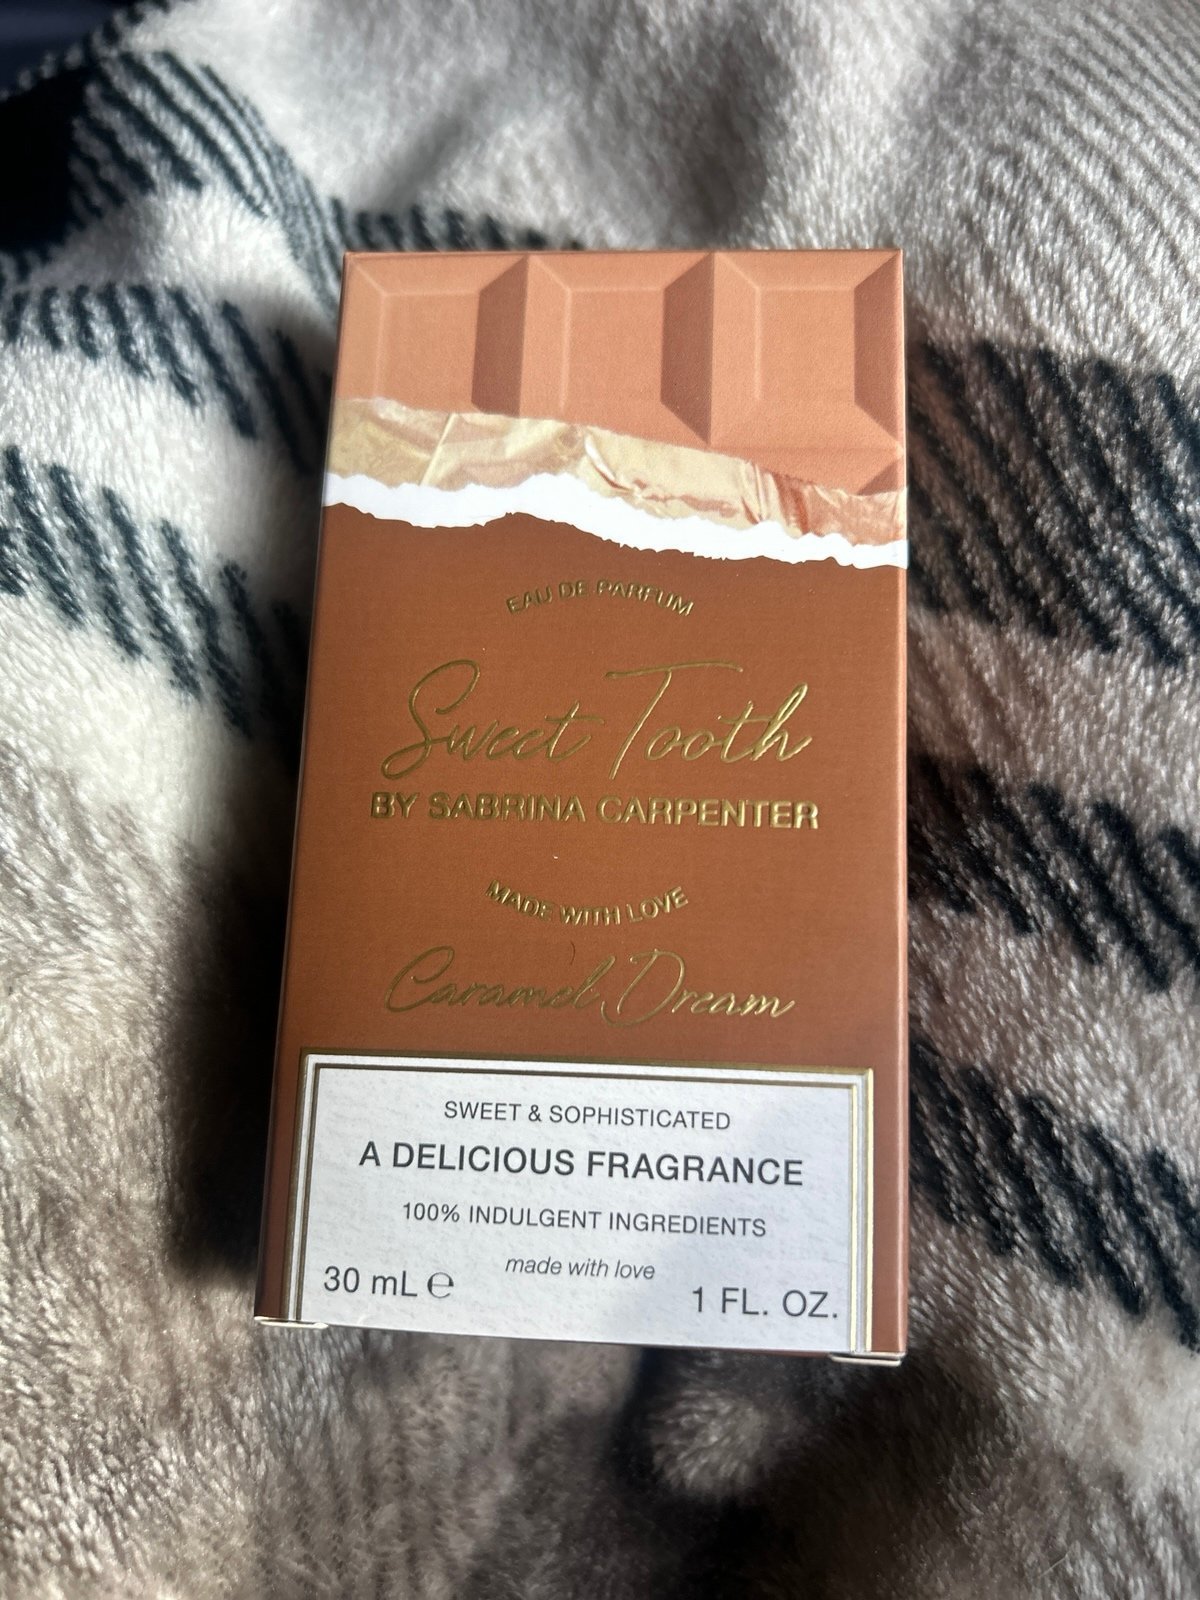 EAU DE PARFUM
Sweet Tooth
BY SABRINA CARPENTER
MADE WITH LOVE
Caramel Dream
SWEET & SOPHISTICATED
A DELICIOUS FRAGRANCE
100% INDULGENT INGREDIENTS
made with love
30 mL ℮ 1 FL. OZ.